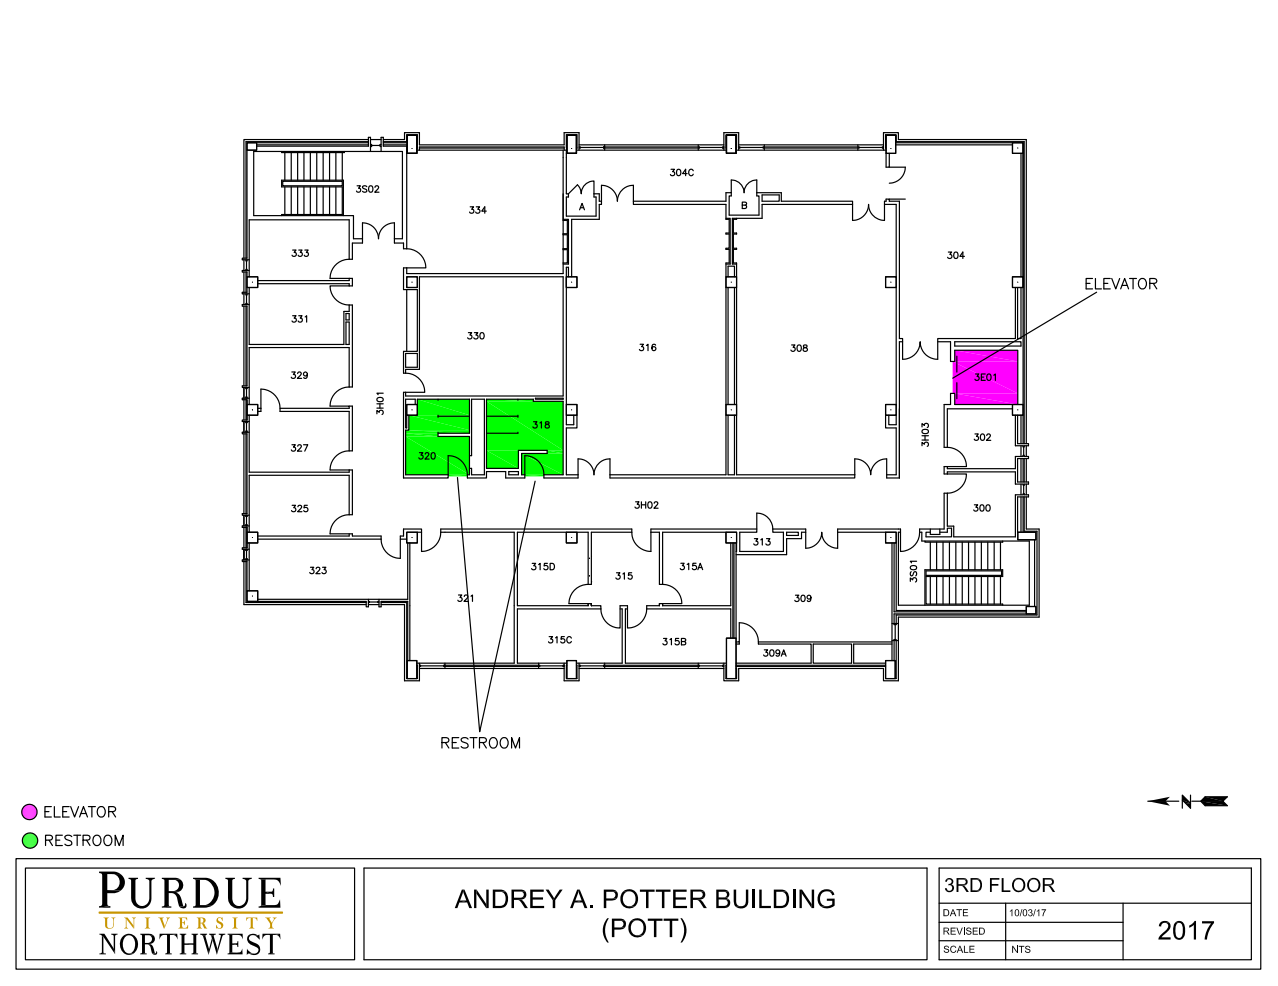 304C
3S02
A
B
334
333
304
ELEVATOR
331
330
316
308
329
3E01
3H01
318
302
3H03
327
320
325
3H02
300
313
323
315D
315
315A
3S01
321
309
315C
315B
309A
RESTROOM
ELEVATOR
N
RESTROOM
PURDUE
UNIVERSITY
NORTHWEST
ANDREY A. POTTER BUILDING
(POTT)
3RD FLOOR
DATE 10/03/17
REVISED
SCALE NTS
2017